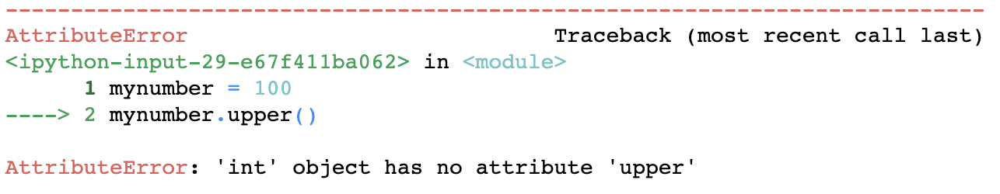 ---------------------------------------------------------------------------
AttributeError                            Traceback (most recent call last)
<ipython-input-29-e67f411ba062> in <module>
      1 mynumber = 100
----> 2 mynumber.upper()

AttributeError: 'int' object has no attribute 'upper'